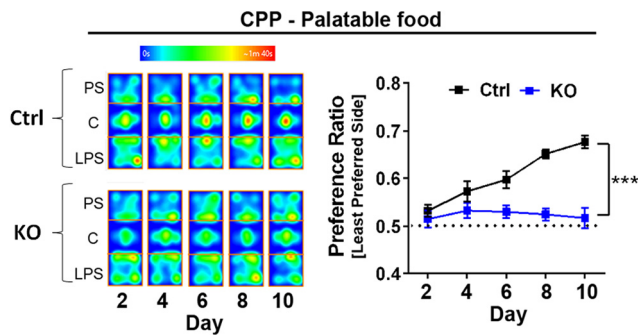 CPP - Palatable food
0s ~1m 40s
Ctrl
PS
C
LPS
KO
PS
C
LPS
2 4 6 8 10
Day
Preference Ratio
[Least Preferred Side]
0.8
0.7
0.6
0.5
0.4
Ctrl KO
***
2 4 6 8 10
Day